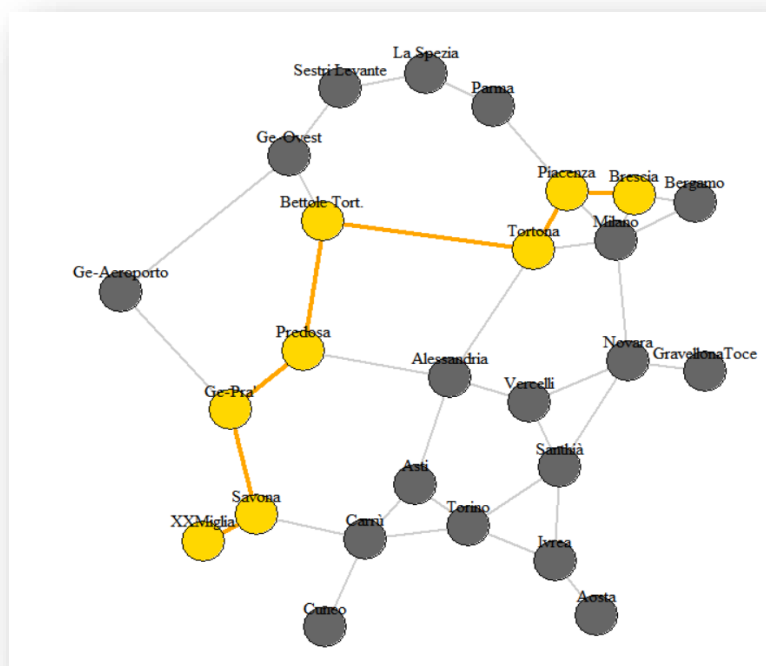 La Spezia
Sestri Levante
Parma
Ge-Ovest
Piacenza
Brescia
Bergamo
Bettole Tort.
Milano
Tortona
Ge-Aeroporto
Predosa
Alessandria
Novara
GravellonaToce
Vercelli
Ge-Pra'
Santhià
Asti
Savona
Torino
XXMiglia
Carrù
Ivrea
Aosta
Cuneo